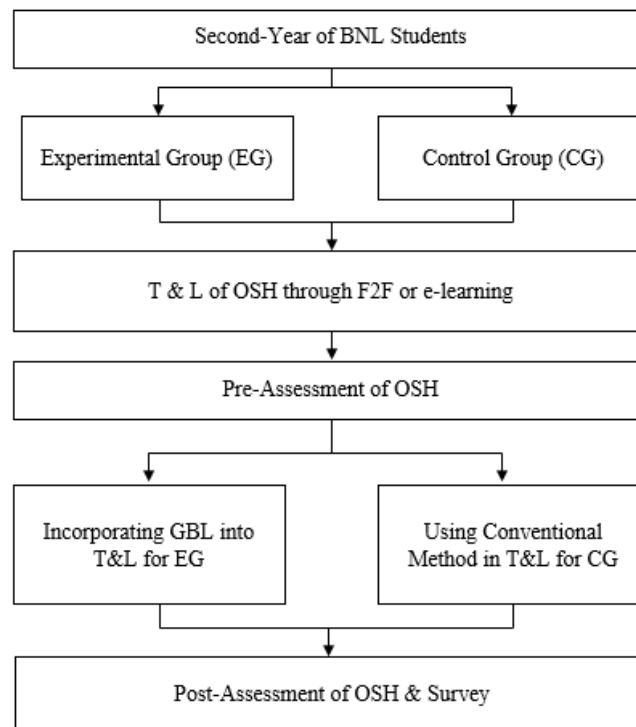 Second-Year of BNL Students
Experimental Group (EG)
Control Group (CG)
T & L of OSH through F2F or e-learning
Pre-Assessment of OSH
Incorporating GBL into
T&L for EG
Using Conventional
Method in T&L for CG
Post-Assessment of OSH & Survey